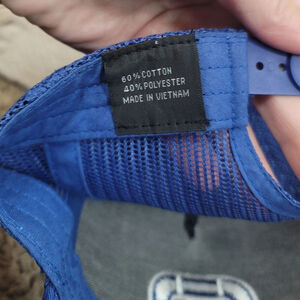 60% COTTON
40% POLYESTER
MADE IN VIETNAM